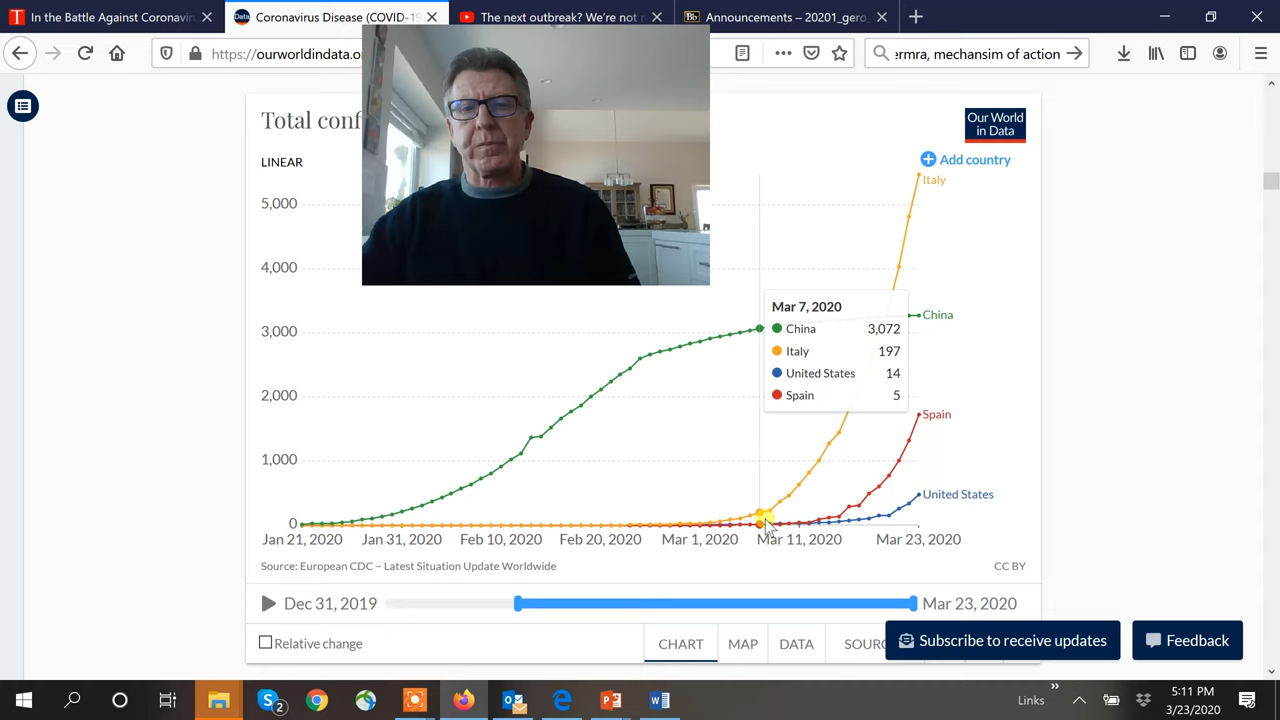 In the Battle Against Coronavir
Coronavirus Disease (COVID-19
The next outbreak? We're not r
Bb Announcements – 20201_gero
https://ourworldindata.o
ermra, mechansim of action
Total conf
Our World
in Data
LINEAR
Add country
Italy
5,000
4,000
Mar 7, 2020
China 3,072
Italy 197
United States 14
Spain 5
3,000
China
2,000
Spain
1,000
United States
0
Jan 21, 2020 Jan 31, 2020 Feb 10, 2020 Feb 20, 2020 Mar 1, 2020 Mar 11, 2020 Mar 23, 2020
Source: European CDC – Latest Situation Update Worldwide CC BY
Dec 31, 2019 Mar 23, 2020
Relative change CHART MAP DATA SOURC
Subscribe to receive updates Feedback
2
Links
5:11 PM
3/23/2020